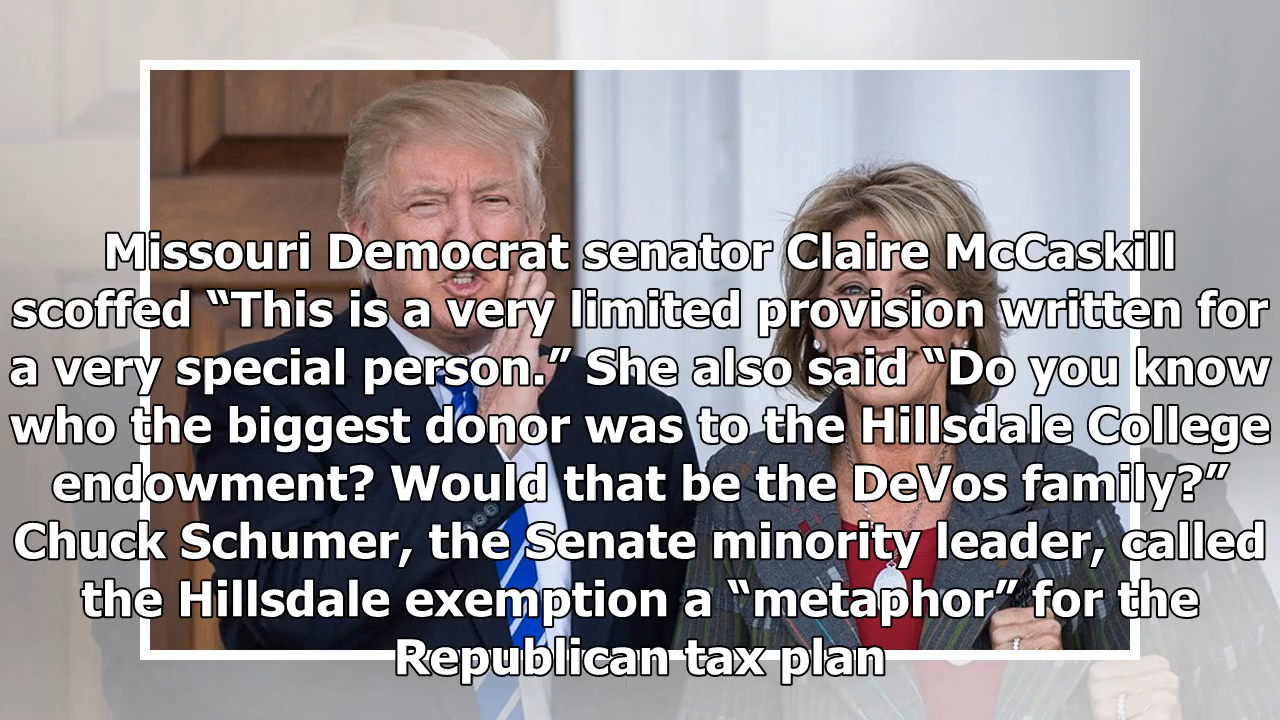 Missouri Democrat senator Claire McCaskill
scoffed “This is a very limited provision written for
a very special person.” She also said “Do you know
who the biggest donor was to the Hillsdale College
endowment? Would that be the DeVos family?”
Chuck Schumer, the Senate minority leader, called
the Hillsdale exemption a “metaphor” for the
Republican tax plan